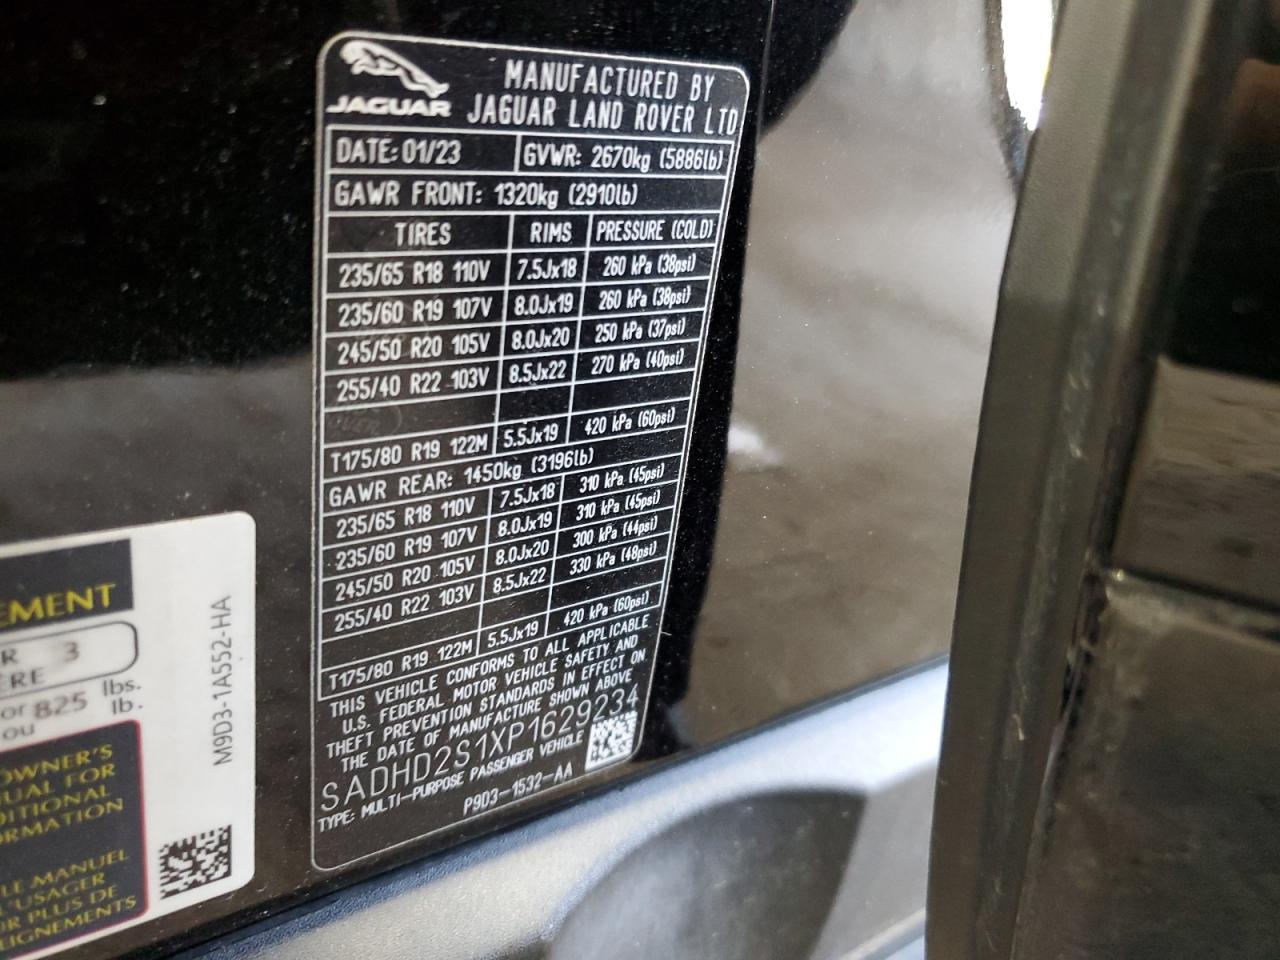 JAGUAR
MANUFACTURED BY
JAGUAR LAND ROVER LTD
DATE: 01/23 GVWR: 2670kg (5886lb)
GAWR FRONT: 1320kg (2910lb)
TIRES RIMS PRESSURE (COLD)
235/65 R18 110V 7.5Jx18 260 kPa (38psi)
235/60 R19 107V 8.0Jx19 260 kPa (38psi)
245/50 R20 105V 8.0Jx20 250 kPa (37psi)
255/40 R22 103V 8.5Jx22 270 kPa (40psi)
T175/80 R19 122M 5.5Jx19 420 kPa (60psi)
GAWR REAR: 1450kg (3196lb)
235/65 R18 110V 7.5Jx18 310 kPa (45psi)
235/60 R19 107V 8.0Jx19 310 kPa (45psi)
245/50 R20 105V 8.0Jx20 300 kPa (44psi)
255/40 R22 103V 8.5Jx22 330 kPa (48psi)
T175/80 R19 122M 5.5Jx19 420 kPa (60psi)
THIS VEHICLE CONFORMS TO ALL APPLICABLE
U.S. FEDERAL MOTOR VEHICLE SAFETY AND
THEFT PREVENTION STANDARDS IN EFFECT ON
THE DATE OF MANUFACTURE SHOWN ABOVE
SADHD2S1XP1629234
TYPE: MULTI-PURPOSE PASSENGER VEHICLE
P9D3-1532-AA
EMENT
R 3
ERE
or 825 lbs.
ou lb.
M9D3-1A552-HA
OWNER'S
UAL FOR
DITIONAL
ORMATION
LE MANUEL
L'USAGER
UR PLUS DE
EIGNEMENTS